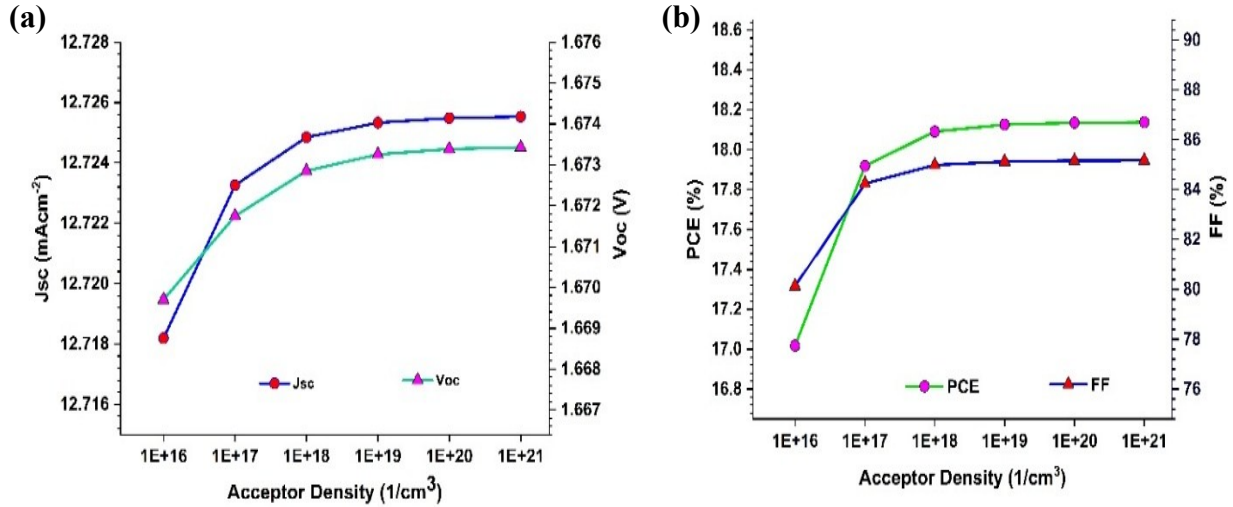 (a)
12.728
12.726
12.724
12.722
12.720
12.718
12.716
Jsc (mAcm⁻²)
1.676
1.675
1.674
1.673
1.672
1.671
1.670
1.669
1.668
1.667
Voc (V)
Jsc
Voc
1E+16 1E+17 1E+18 1E+19 1E+20 1E+21
Acceptor Density (1/cm³)
(b)
18.6
18.4
18.2
18.0
17.8
17.6
17.4
17.2
17.0
16.8
PCE (%)
90
88
86
84
82
80
78
76
FF (%)
PCE
FF
1E+16 1E+17 1E+18 1E+19 1E+20 1E+21
Acceptor Density (1/cm³)